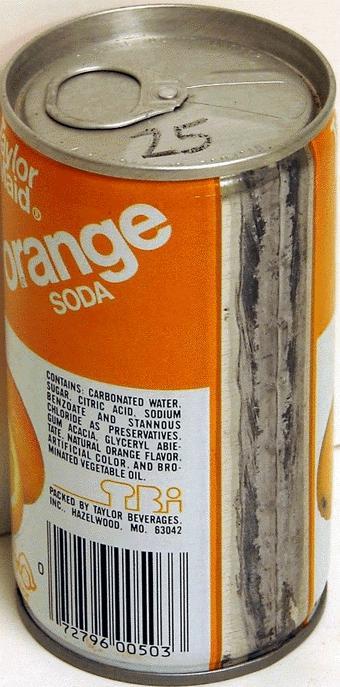 25
aylor
aid®
orange
SODA
CONTAINS: CARBONATED WATER,
SUGAR, CITRIC ACID, SODIUM
BENZOATE AND STANNOUS
CHLORIDE AS PRESERVATIVES,
GUM ACACIA, GLYCERYL ABIE-
TATE, NATURAL ORANGE FLAVOR,
ARTIFICIAL COLOR, AND BRO-
MINATED VEGETABLE OIL.
TBI
PACKED BY TAYLOR BEVERAGES,
INC., HAZELWOOD, MO. 63042
0
72796 00503